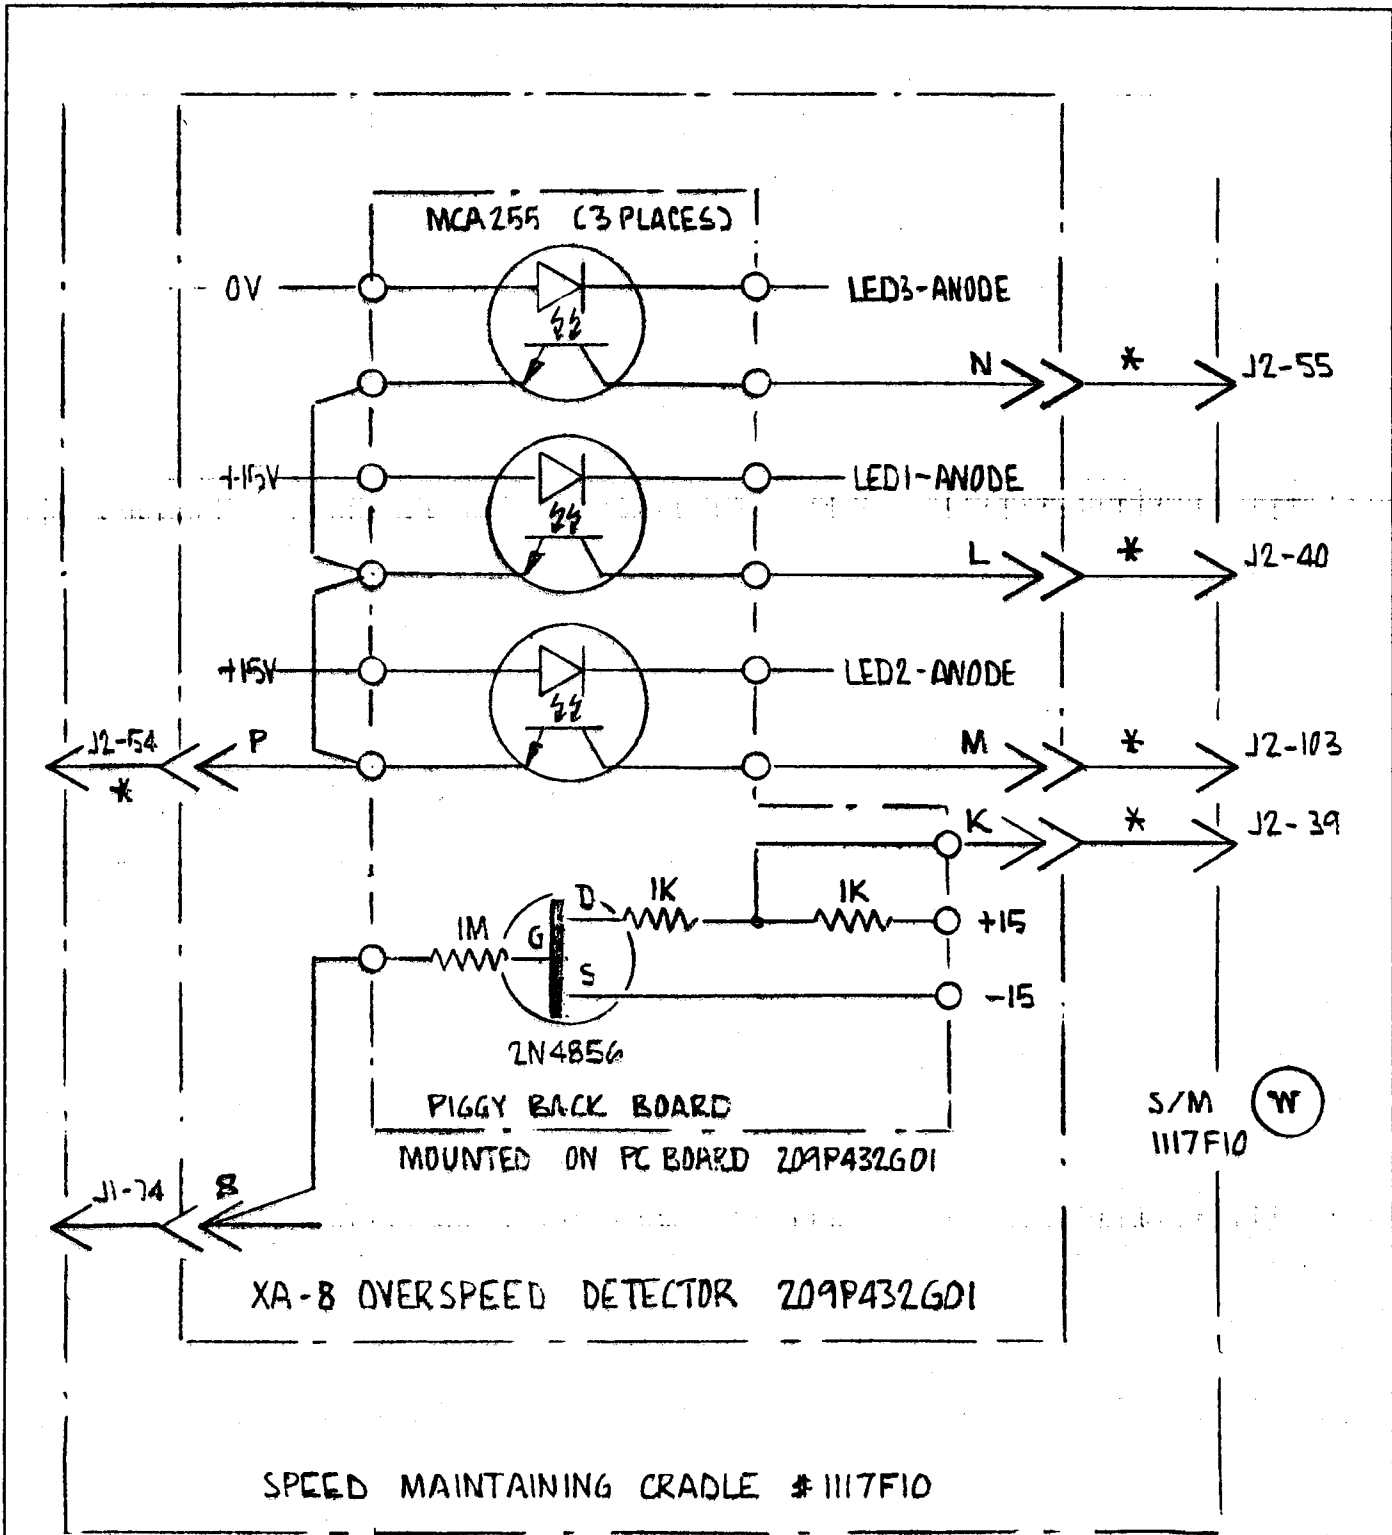 MCA255 (3 PLACES)
0V
LED3-ANODE
N
*
J2-55
+15V
LED1-ANODE
L
*
J2-40
+15V
LED2-ANODE
J2-54
*
P
M
*
J2-103
K
*
J2-39
D
1K
1K
+15
1M
G
S
-15
2N4856
PIGGY BACK BOARD
MOUNTED ON PC BOARD 209P432G01
S/M
1117F10
W
J1-74
8
XA-8 OVERSPEED DETECTOR 209P432G01
SPEED MAINTAINING CRADLE # 1117F10